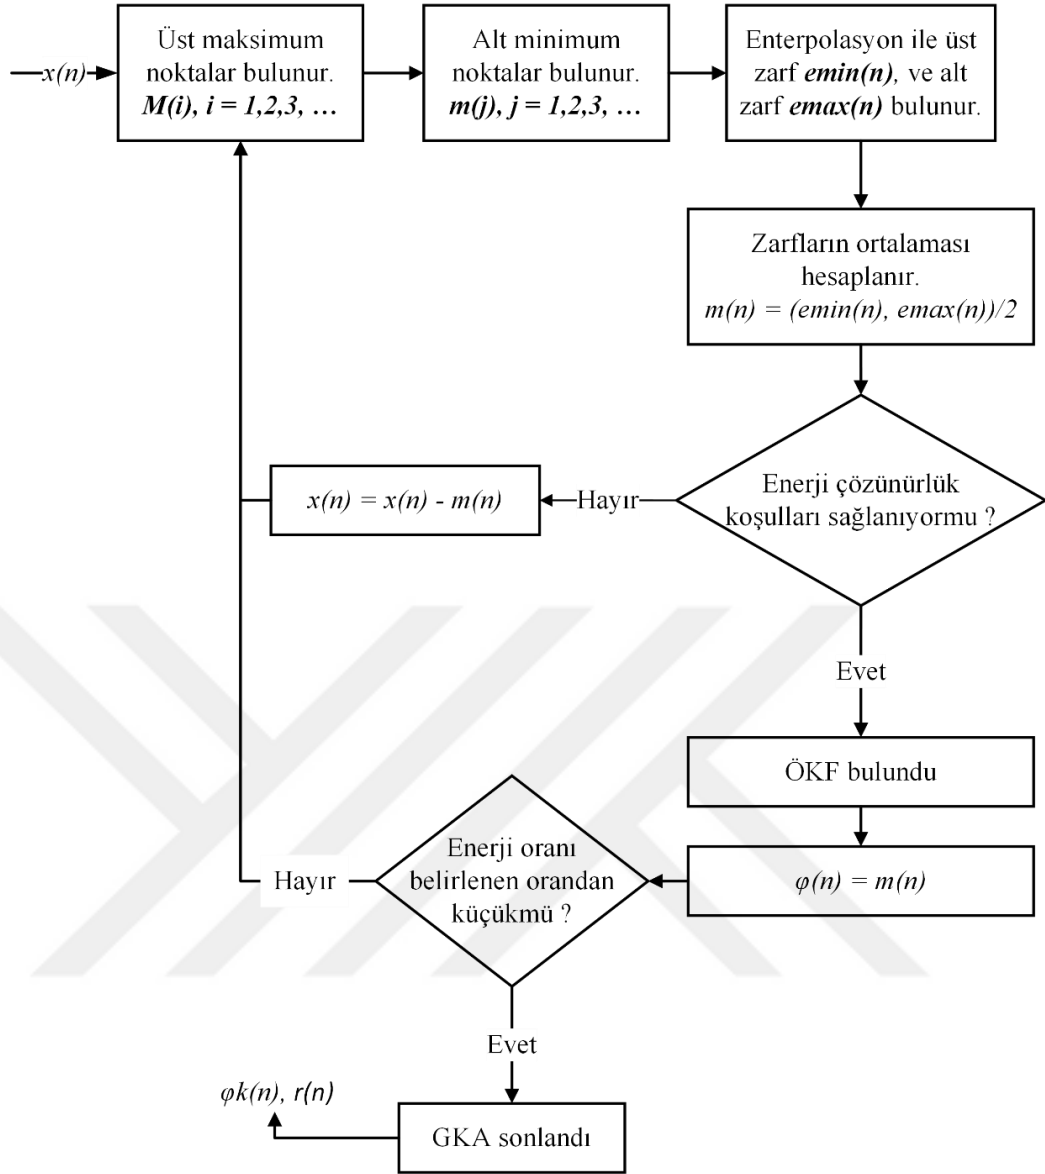 x(n)
Üst maksimum
noktalar bulunur.
M(i), i = 1,2,3, …
Alt minimum
noktalar bulunur.
m(j), j = 1,2,3, …
Enterpolasyon ile üst
zarf emin(n), ve alt
zarf emax(n) bulunur.
Zarfların ortalaması
hesaplanır.
m(n) = (emin(n), emax(n))/2
Enerji çözünürlük
koşulları sağlanıyormu ?
Hayır
x(n) = x(n) - m(n)
Evet
ÖKF bulundu
φ(n) = m(n)
Enerji oranı
belirlenen orandan
küçükmü ?
Hayır
Evet
GKA sonlandı
φk(n), r(n)